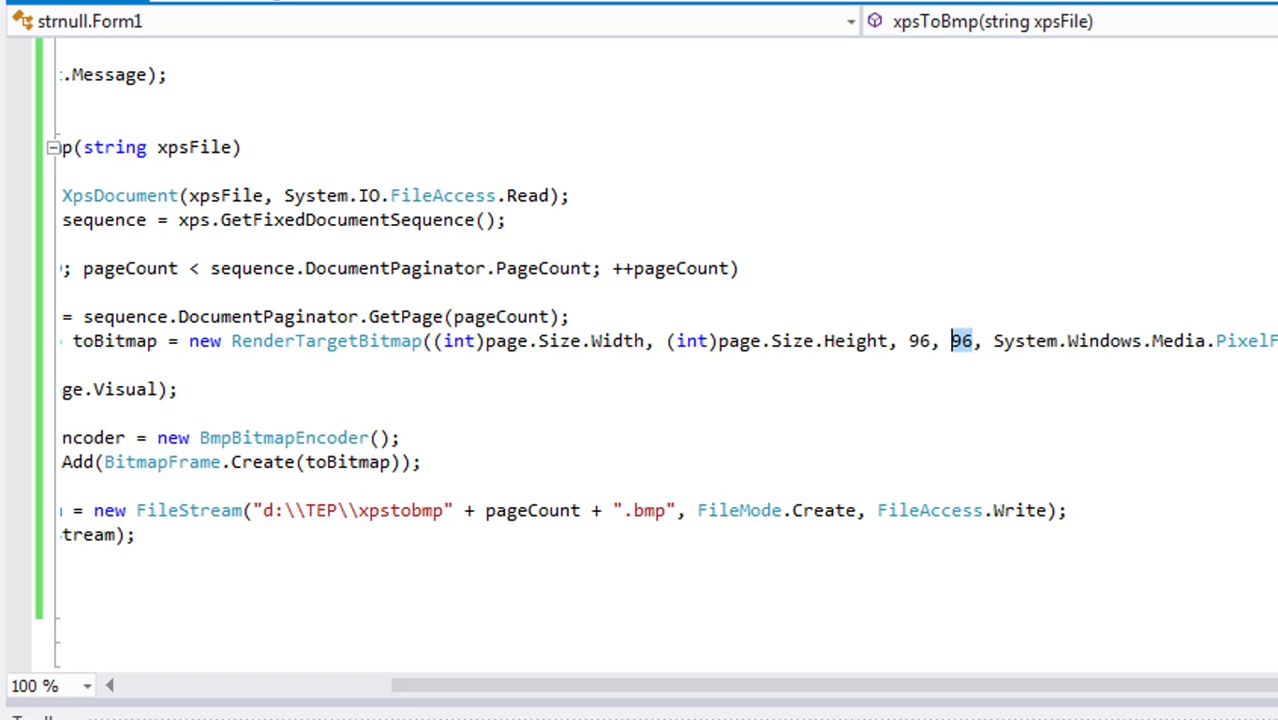 strnull.Form1
xpsToBmp(string xpsFile)
.Message);
p(string xpsFile)
XpsDocument(xpsFile, System.IO.FileAccess.Read);
sequence = xps.GetFixedDocumentSequence();
; pageCount < sequence.DocumentPaginator.PageCount; ++pageCount)
= sequence.DocumentPaginator.GetPage(pageCount);
toBitmap = new RenderTargetBitmap((int)page.Size.Width, (int)page.Size.Height, 96, 96, System.Windows.Media.PixelF
ge.Visual);
ncoder = new BmpBitmapEncoder();
Add(BitmapFrame.Create(toBitmap));
= new FileStream("d:\\TEP\\xpstobmp" + pageCount + ".bmp", FileMode.Create, FileAccess.Write);
tream);
100 %